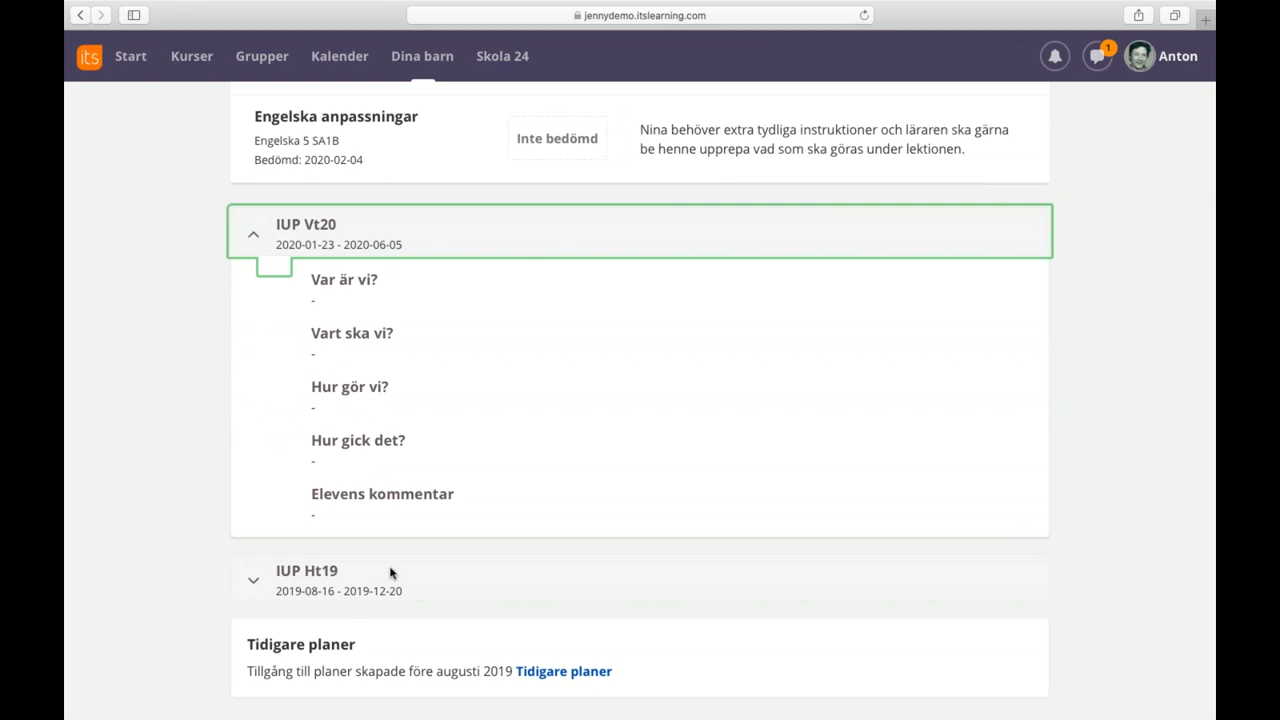 jennydemo.itslearning.com
its Start Kurser Grupper Kalender Dina barn Skola 24 1 Anton
Engelska anpassningar
Engelska 5 SA1B
Bedömd: 2020-02-04
Inte bedömd
Nina behöver extra tydliga instruktioner och läraren ska gärna
be henne upprepa vad som ska göras under lektionen.
IUP Vt20
2020-01-23 - 2020-06-05
Var är vi?
-
Vart ska vi?
-
Hur gör vi?
-
Hur gick det?
-
Elevens kommentar
-
IUP Ht19
2019-08-16 - 2019-12-20
Tidigare planer
Tillgång till planer skapade före augusti 2019 Tidigare planer